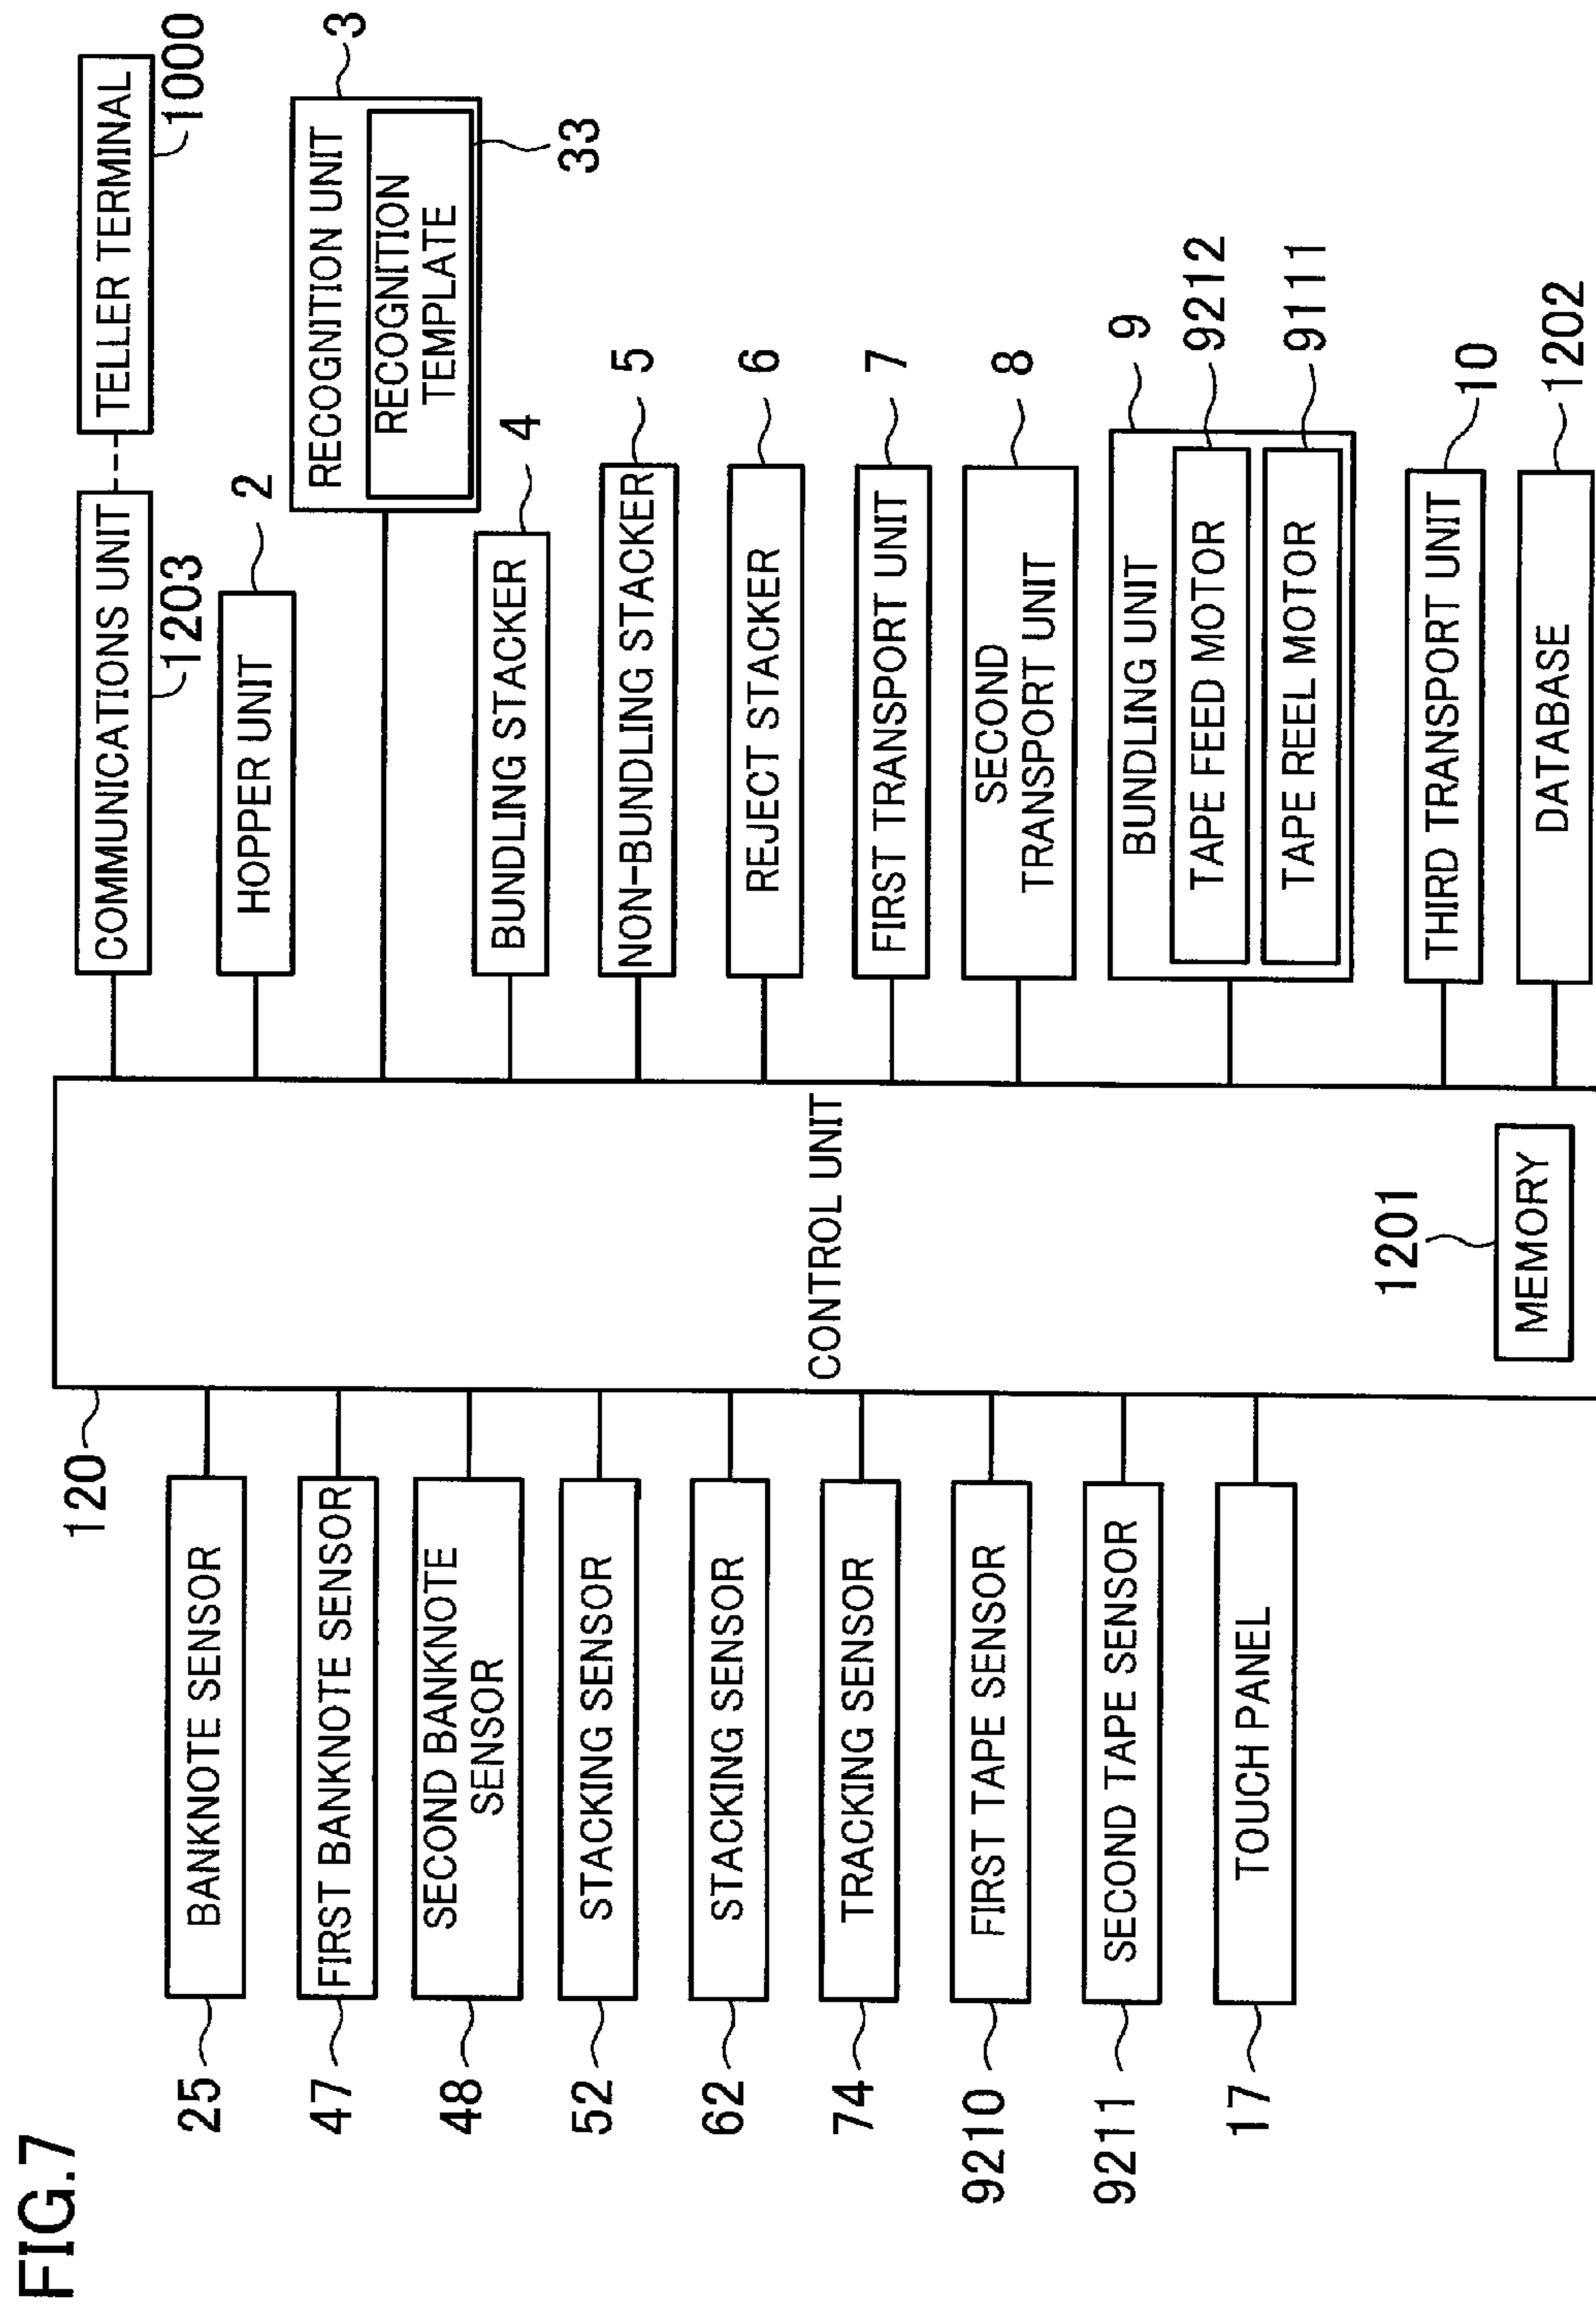 FIG.7
120
25
BANKNOTE SENSOR
47
FIRST BANKNOTE SENSOR
48
SECOND BANKNOTE
SENSOR
52
STACKING SENSOR
62
STACKING SENSOR
74
TRACKING SENSOR
9210
FIRST TAPE SENSOR
9211
SECOND TAPE SENSOR
17
TOUCH PANEL
CONTROL UNIT
1201
MEMORY
COMMUNICATIONS UNIT
1203
TELLER TERMINAL
1000
HOPPER UNIT
2
RECOGNITION UNIT
3
RECOGNITION
TEMPLATE
33
BUNDLING STACKER
4
NON-BUNDLING STACKER
5
REJECT STACKER
6
FIRST TRANSPORT UNIT
7
SECOND
TRANSPORT UNIT
8
BUNDLING UNIT
9
TAPE FEED MOTOR
9212
TAPE REEL MOTOR
9111
THIRD TRANSPORT UNIT
10
DATABASE
1202